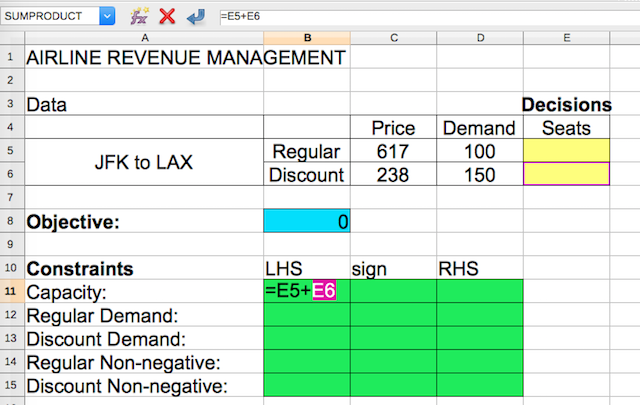 SUMPRODUCT =E5+E6
A B C D E
1 AIRLINE REVENUE MANAGEMENT
2
3 Data Decisions
4 Price Demand Seats
5 Regular 617 100
JFK to LAX
6 Discount 238 150
7
8 Objective: 0
9
10 Constraints LHS sign RHS
11 Capacity: =E5+E6
12 Regular Demand:
13 Discount Demand:
14 Regular Non-negative:
15 Discount Non-negative: